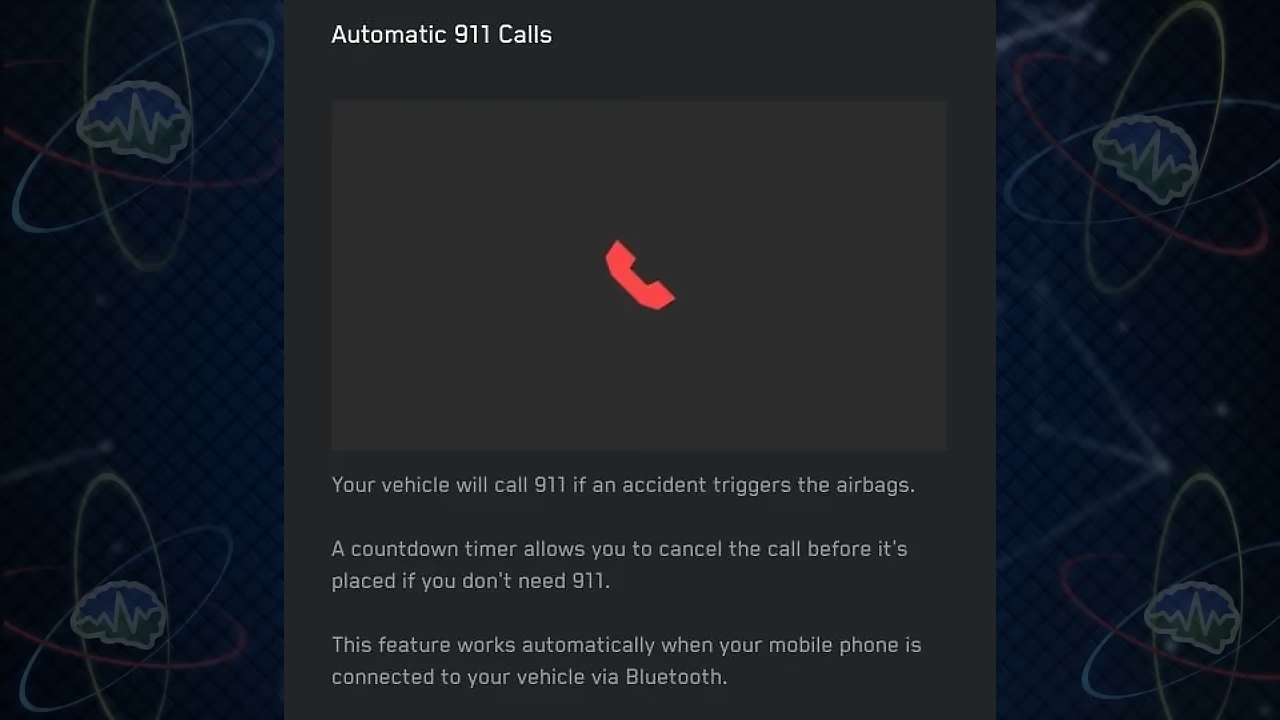 Automatic 911 Calls
Your vehicle will call 911 if an accident triggers the airbags.
A countdown timer allows you to cancel the call before it's
placed if you don't need 911.
This feature works automatically when your mobile phone is
connected to your vehicle via Bluetooth.